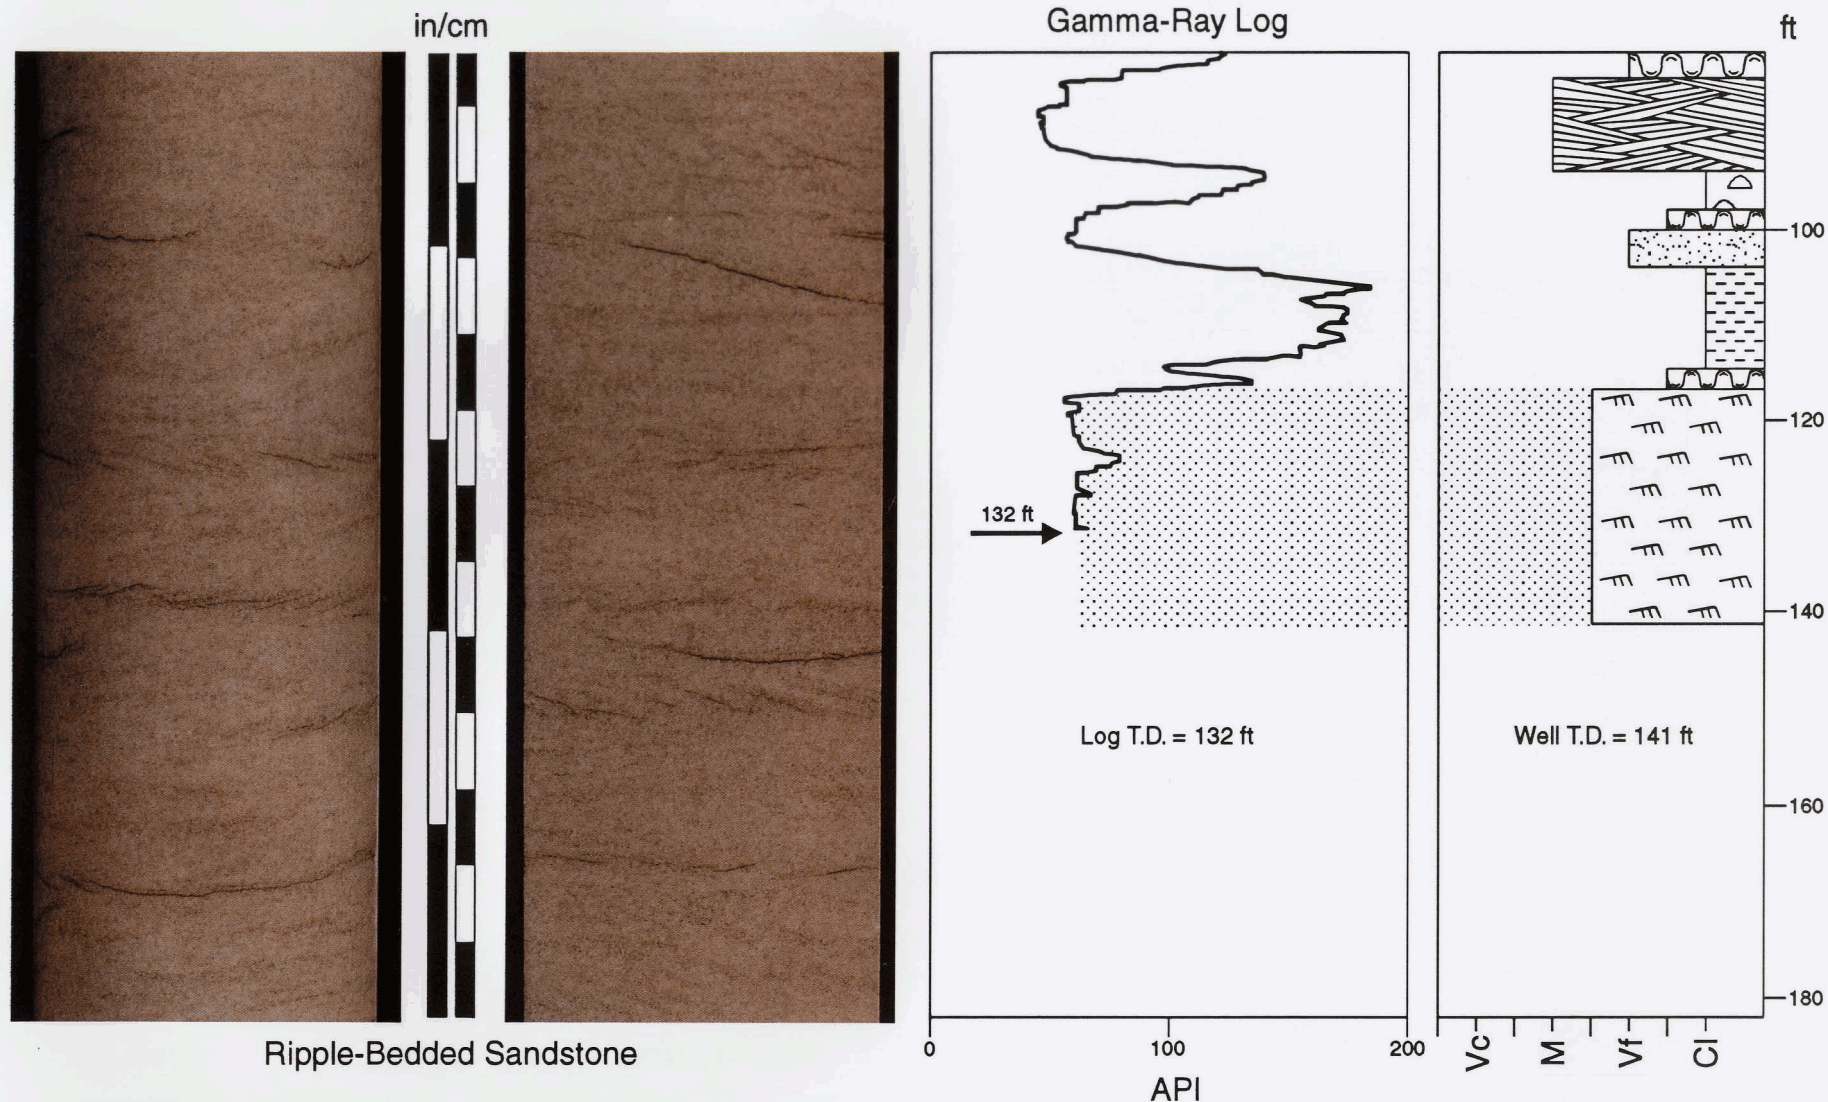 in/cm
Gamma-Ray Log
ft
100
120
132 ft
140
Log T.D. = 132 ft
Well T.D. = 141 ft
160
180
0
100
200
Vc
M
Vf
Cl
Ripple-Bedded Sandstone
API